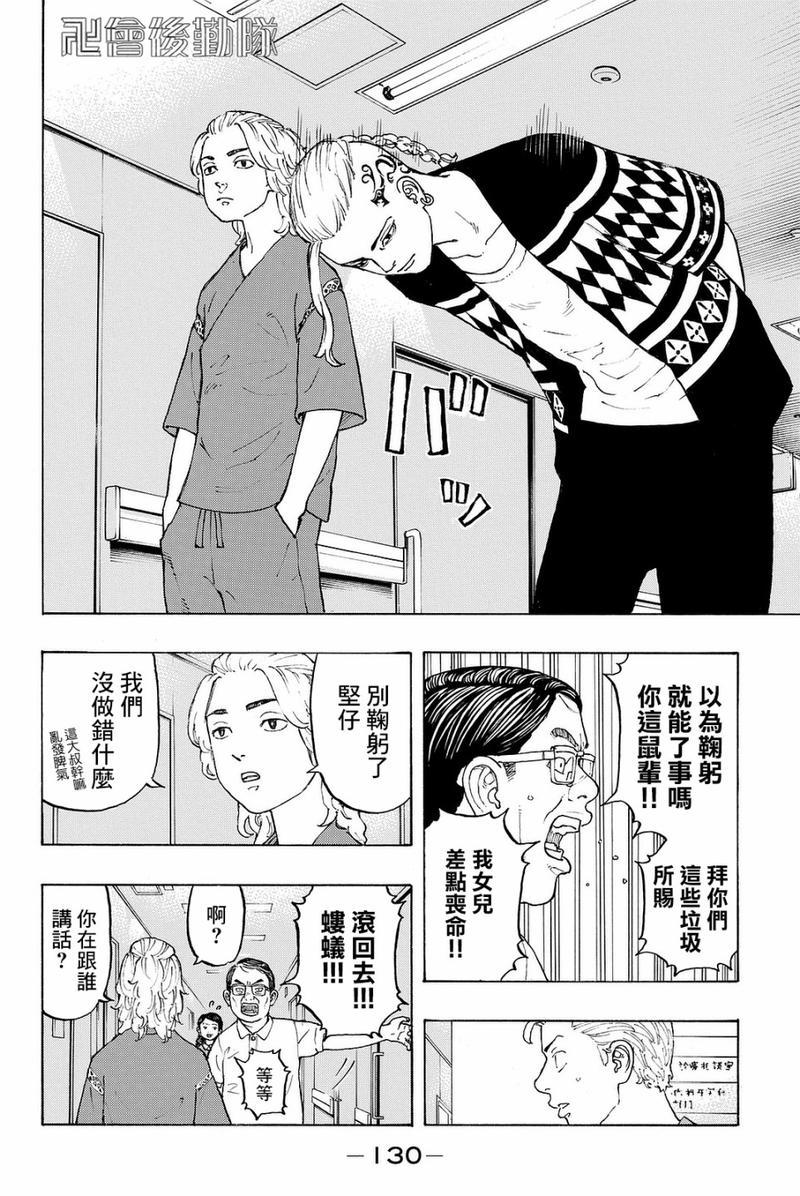 卍會後勤隊
バッ
以為鞠躬
就能了事嗎
你這鼠輩!!
拜你們
這些垃圾
所賜
我女兒
差點喪命!!
別鞠躬了
堅仔
我們
沒做錯什麼
這大叔幹嘛
亂發脾氣
滾回去!!!
螻蟻!!!
啊?
等等
你在跟誰
講話?
—130—